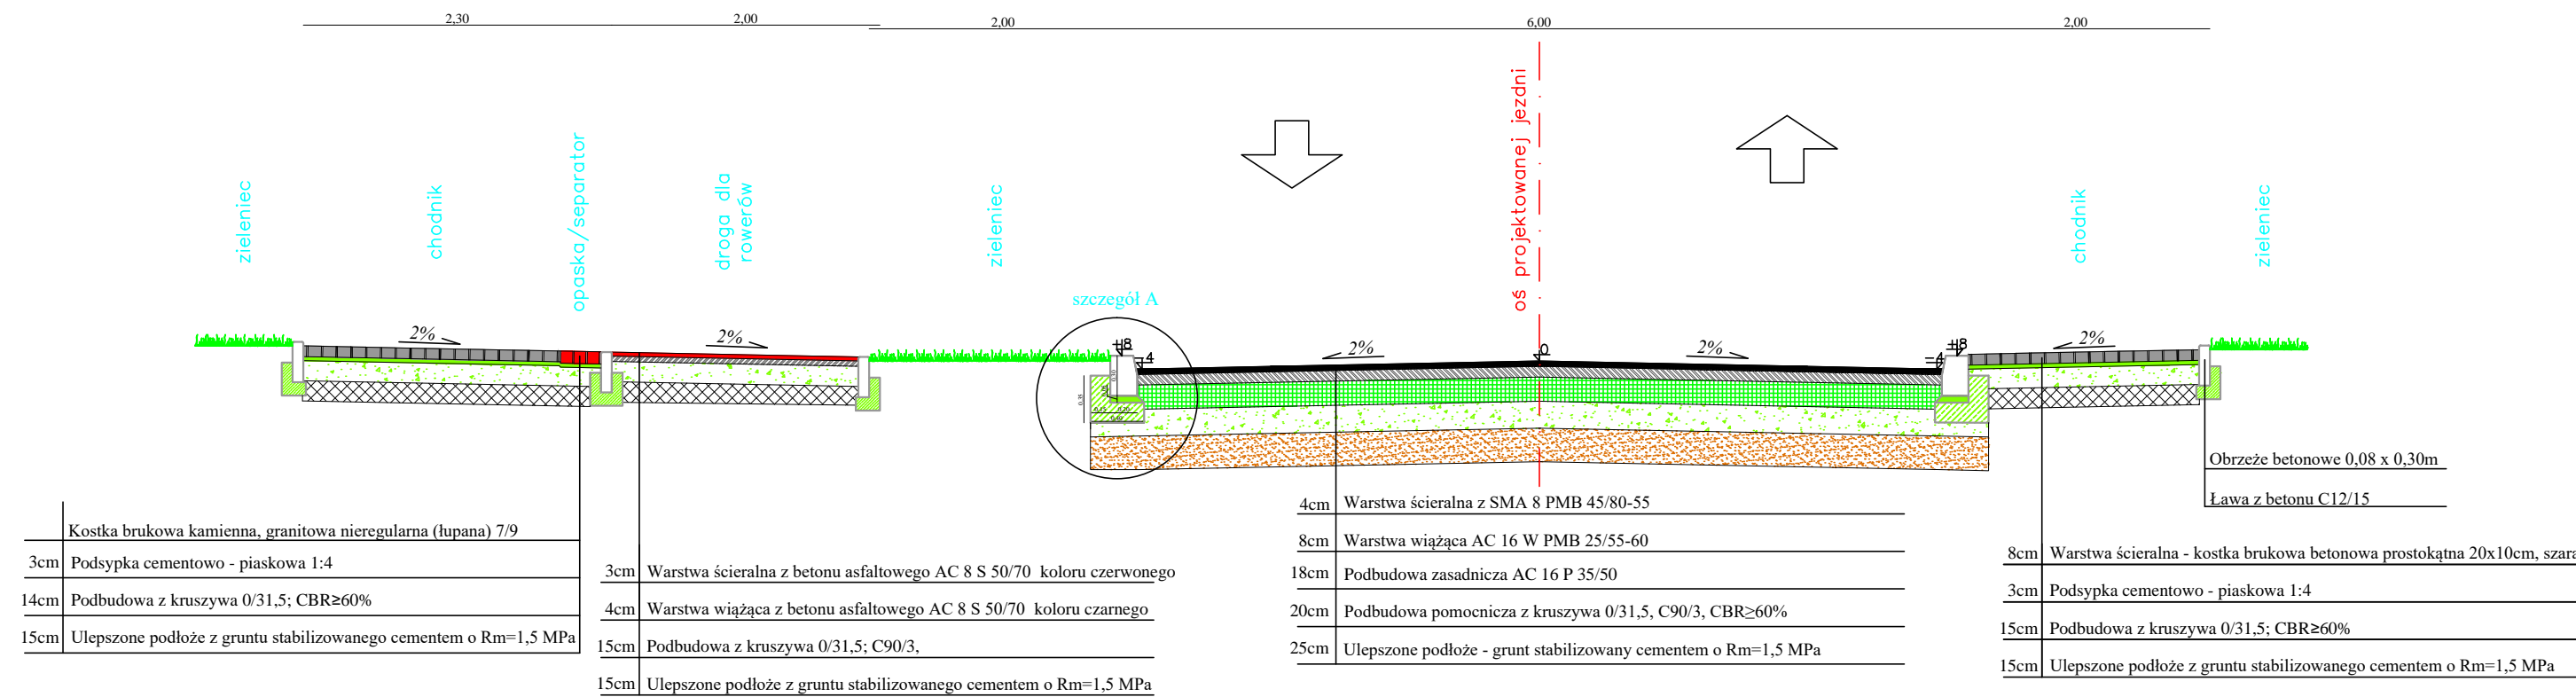 2,30
2,00
2,00
6,00
2,00
zieleniec
chodnik
opaska/separator
droga dla
rowerów
zieleniec
oś projektowanej jezdni
chodnik
zieleniec
szczegół A
2%
2%
+8
-4
2%
0
2%
-4
+8
2%
0,35
0,10
0,15
0,20
Obrzeże betonowe 0,08 x 0,30m
Ława z betonu C12/15
Kostka brukowa kamienna, granitowa nieregularna (łupana) 7/9
3cm Podsypka cementowo - piaskowa 1:4
14cm Podbudowa z kruszywa 0/31,5; CBR≥60%
15cm Ulepszone podłoże z gruntu stabilizowanego cementem o Rm=1,5 MPa
3cm Warstwa ścieralna z betonu asfaltowego AC 8 S 50/70 koloru czerwonego
4cm Warstwa wiążąca z betonu asfaltowego AC 8 S 50/70 koloru czarnego
15cm Podbudowa z kruszywa 0/31,5; C90/3,
15cm Ulepszone podłoże z gruntu stabilizowanego cementem o Rm=1,5 MPa
4cm Warstwa ścieralna z SMA 8 PMB 45/80-55
8cm Warstwa wiążąca AC 16 W PMB 25/55-60
18cm Podbudowa zasadnicza AC 16 P 35/50
20cm Podbudowa pomocnicza z kruszywa 0/31,5, C90/3, CBR≥60%
25cm Ulepszone podłoże - grunt stabilizowany cementem o Rm=1,5 MPa
8cm Warstwa ścieralna - kostka brukowa betonowa prostokątna 20x10cm, szara
3cm Podsypka cementowo - piaskowa 1:4
15cm Podbudowa z kruszywa 0/31,5; CBR≥60%
15cm Ulepszone podłoże z gruntu stabilizowanego cementem o Rm=1,5 MPa